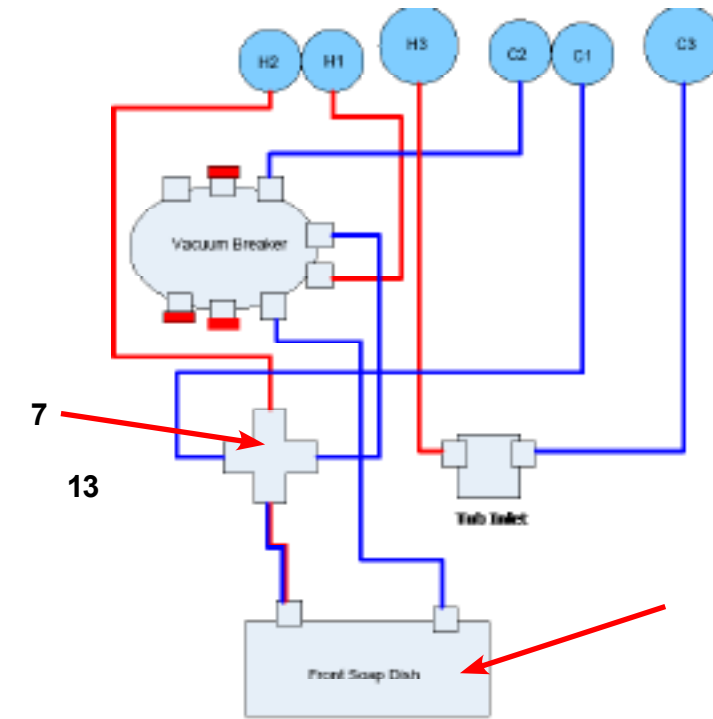 H2
H1
H3
C2
C1
C3
Vacuum Breaker
7
13
Tub Inlet
Front Soap Dish